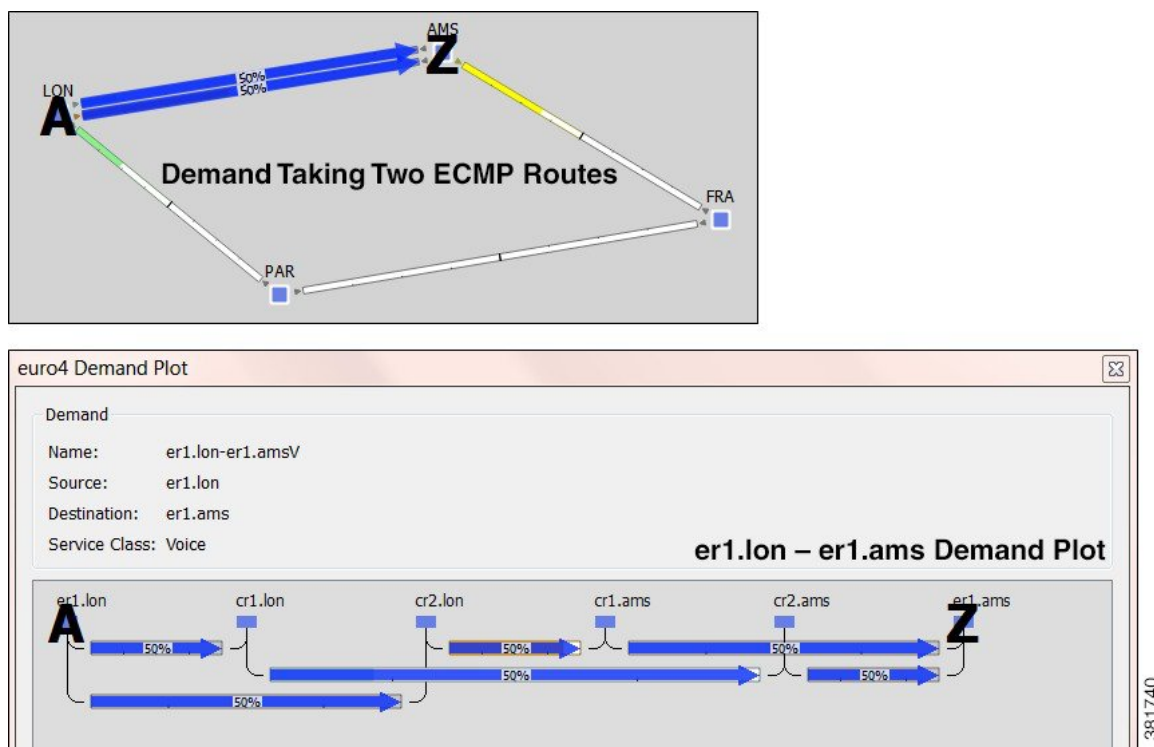 AMS
50%
50%
LON
Z
A
Demand Taking Two ECMP Routes
FRA
PAR
euro4 Demand Plot
Demand
Name: er1.lon-er1.amsV
Source: er1.lon
Destination: er1.ams
Service Class: Voice
er1.lon – er1.ams Demand Plot
er1.lon cr1.lon cr2.lon cr1.ams cr2.ams er1.ams
A Z
50% 50% 50%
50% 50%
50%
381740